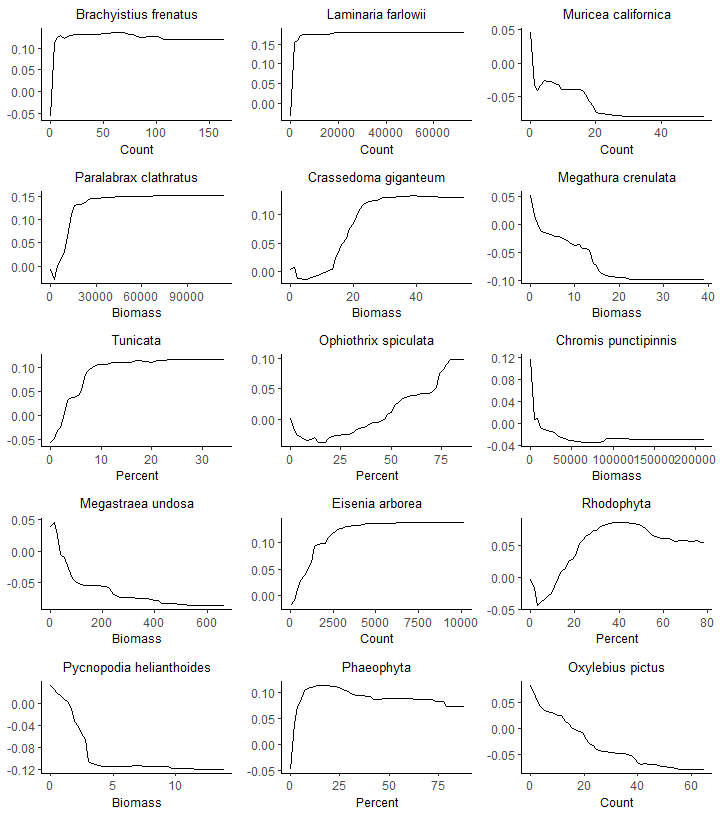 Brachyistius frenatus
0.10
0.05
0.00
-0.05
0 50 100 150
Count
Laminaria farlowii
0.15
0.10
0.05
0.00
0 20000 40000 60000
Count
Muricea californica
0.05
0.00
-0.05
0 20 40
Count
Paralabrax clathratus
0.15
0.10
0.05
0.00
0 30000 60000 90000
Biomass
Crassedoma giganteum
0.10
0.05
0.00
0 20 40
Biomass
Megathura crenulata
0.05
0.00
-0.05
-0.10
0 10 20 30 40
Biomass
Tunicata
0.10
0.05
0.00
-0.05
0 10 20 30
Percent
Ophiothrix spiculata
0.10
0.05
0.00
0 25 50 75
Percent
Chromis punctipinnis
0.12
0.08
0.04
0.00
-0.04
0 50000 100000 150000 200000
Biomass
Megastraea undosa
0.05
0.00
-0.05
0 200 400 600
Biomass
Eisenia arborea
0.10
0.05
0.00
0 2500 5000 7500 10000
Count
Rhodophyta
0.05
0.00
-0.05
0 20 40 60 80
Percent
Pycnopodia helianthoides
0.00
-0.04
-0.08
-0.12
0 5 10
Biomass
Phaeophyta
0.10
0.05
0.00
-0.05
0 25 50 75
Percent
Oxylebius pictus
0.05
0.00
-0.05
0 20 40 60
Count